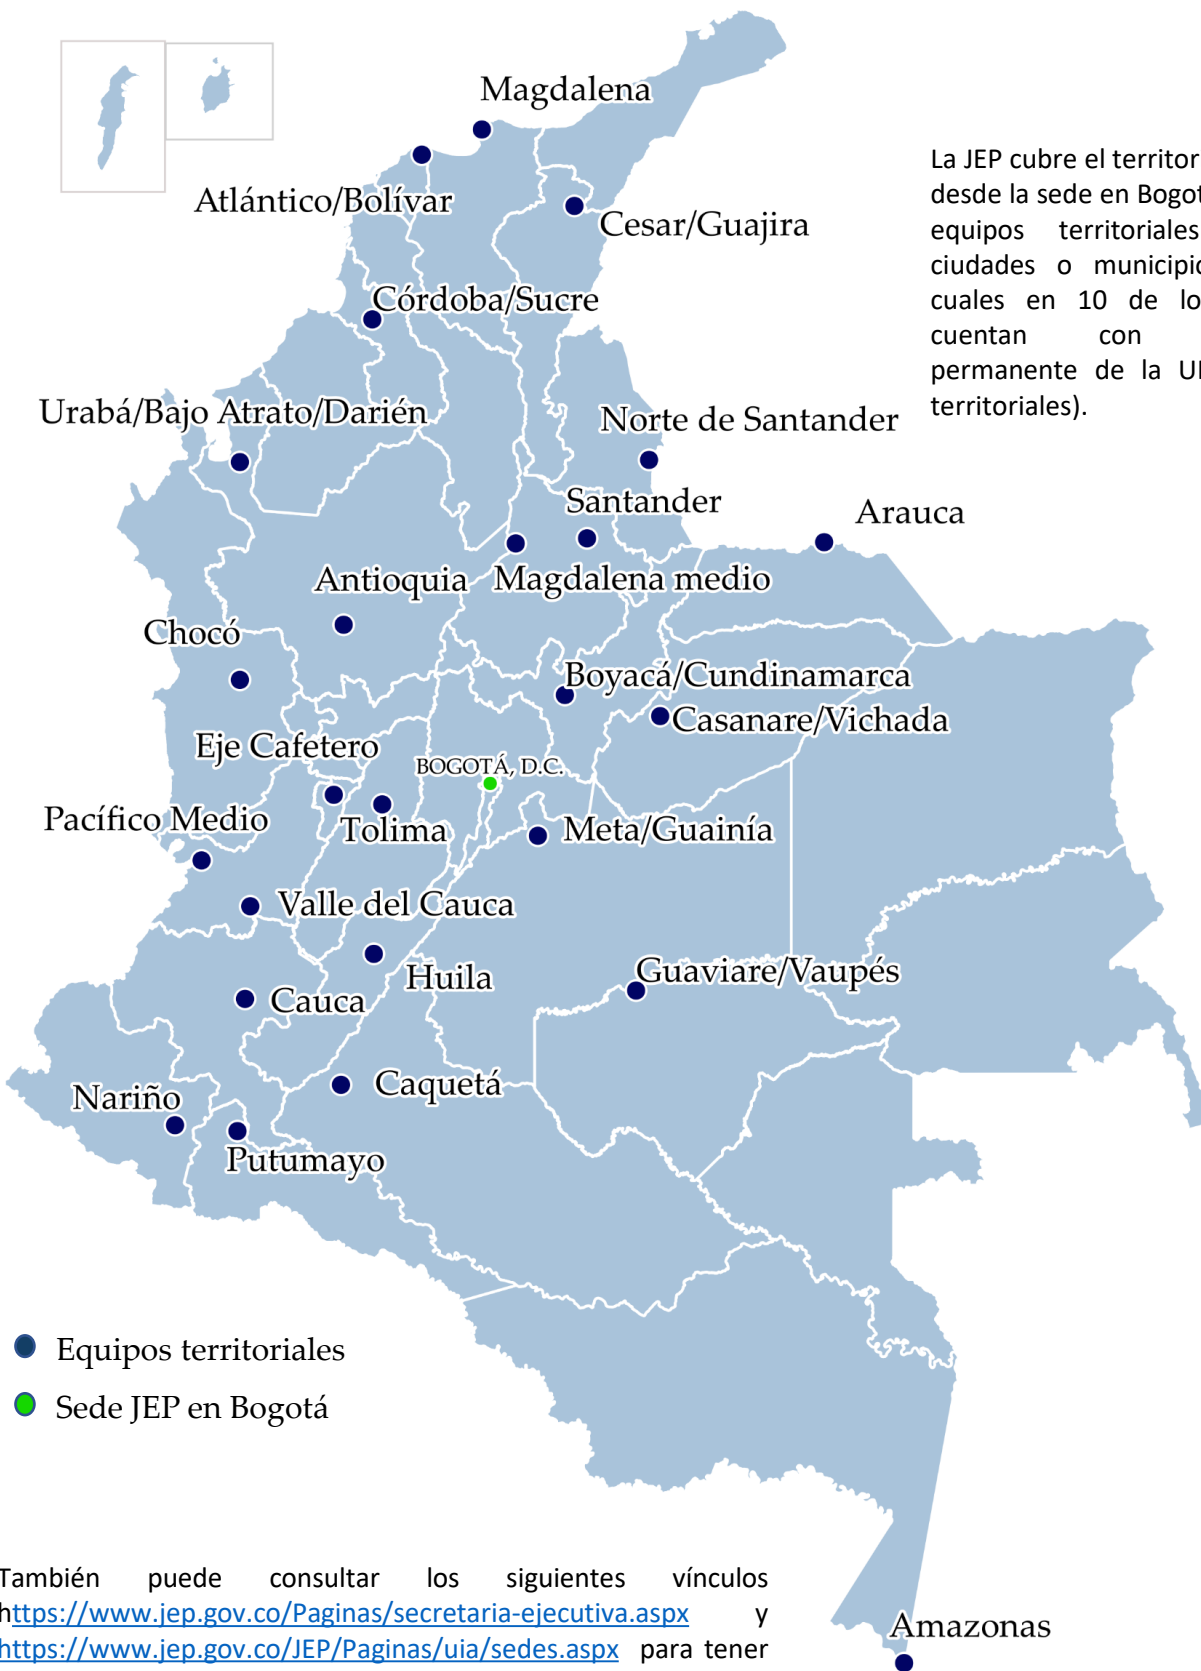 Magdalena
La JEP cubre el territor
desde la sede en Bogot
equipos territoriales
ciudades o municipio
cuales en 10 de lo
cuentan con
permanente de la UI
territoriales).
Atlántico/Bolívar
Cesar/Guajira
Córdoba/Sucre
Urabá/Bajo Atrato/Darién
Norte de Santander
Santander
Arauca
Antioquia
Magdalena medio
Chocó
Boyacá/Cundinamarca
Casanare/Vichada
Eje Cafetero
BOGOTÁ, D.C.
Pacífico Medio
Tolima
Meta/Guainía
Valle del Cauca
Huila
Guaviare/Vaupés
Cauca
Caquetá
Nariño
Putumayo
Equipos territoriales
Sede JEP en Bogotá
También puede consultar los siguientes vínculos
https://www.jep.gov.co/Paginas/secretaria-ejecutiva.aspx y
https://www.jep.gov.co/JEP/Paginas/uia/sedes.aspx para tener
Amazonas